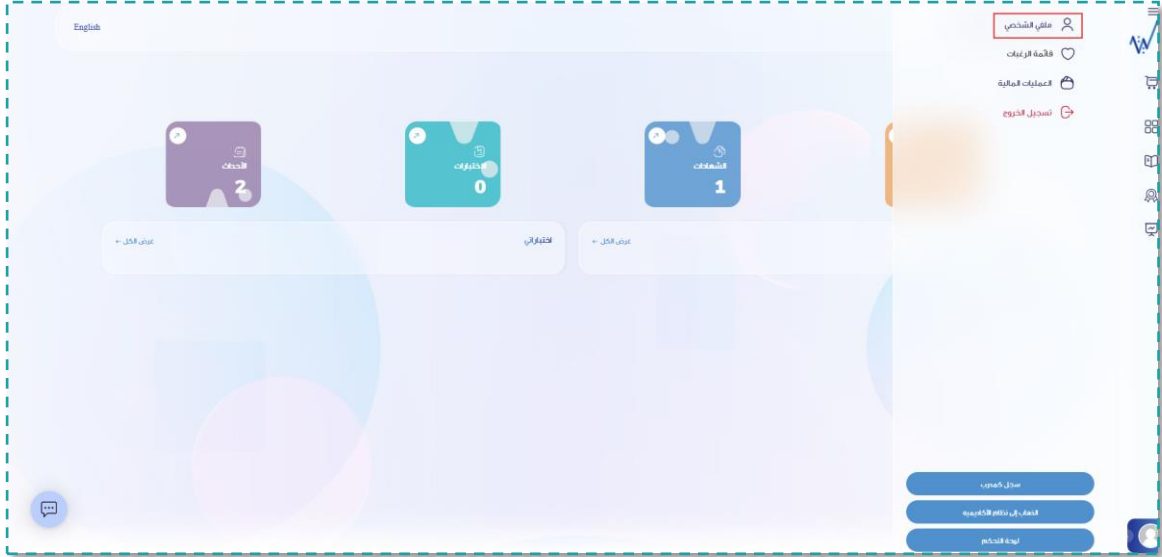 ملفي الشخصي
قائمة الرغبات
العمليات المالية
تسجيل الخروج
English
الشهادات
1
الاختبارات
0
الأحداث
2
عرض الكل ←
اختباراتي
عرض الكل ←
سجل كمدرب
الذهاب إلى نظام الأكاديمية
لوحة التحكم